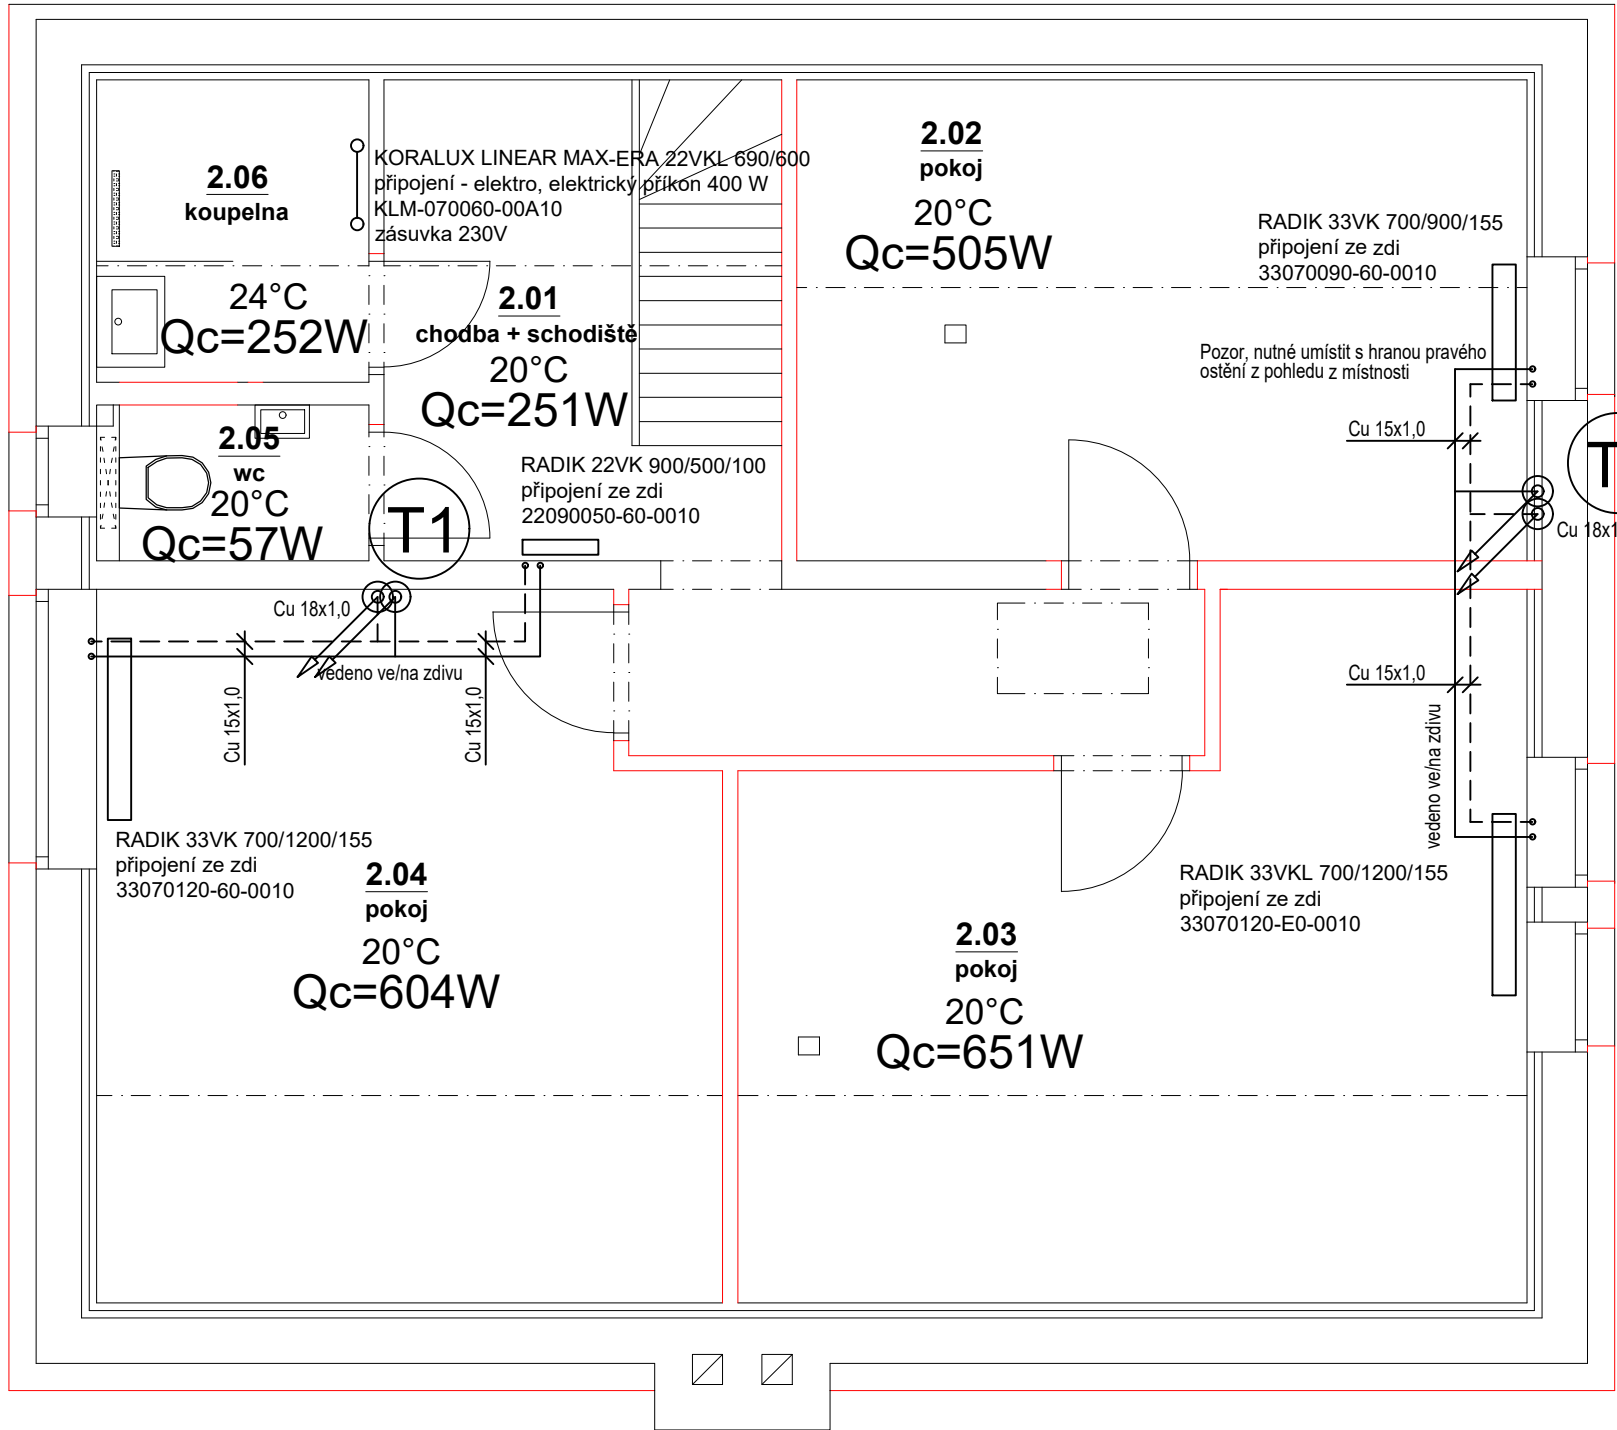 2.06
koupelna
24°C
Qc=252W
KORALUX LINEAR MAX-ERA 22VKL 690/600
připojení - elektro, elektrický příkon 400 W
KLM-070060-00A10
zásuvka 230V
2.01
chodba + schodiště
20°C
Qc=251W
2.02
pokoj
20°C
Qc=505W
RADIK 33VK 700/900/155
připojení ze zdi
33070090-60-0010
Pozor, nutné umístit s hranou pravého
ostění z pohledu z místnosti
Cu 15x1,0
T
Cu 18x1
2.05
wc
20°C
Qc=57W
T1
RADIK 22VK 900/500/100
připojení ze zdi
22090050-60-0010
Cu 18x1,0
vedeno ve/na zdivu
Cu 15x1,0
Cu 15x1,0
Cu 15x1,0
vedeno ve/na zdivu
RADIK 33VK 700/1200/155
připojení ze zdi
33070120-60-0010
2.04
pokoj
20°C
Qc=604W
RADIK 33VKL 700/1200/155
připojení ze zdi
33070120-E0-0010
2.03
pokoj
20°C
Qc=651W